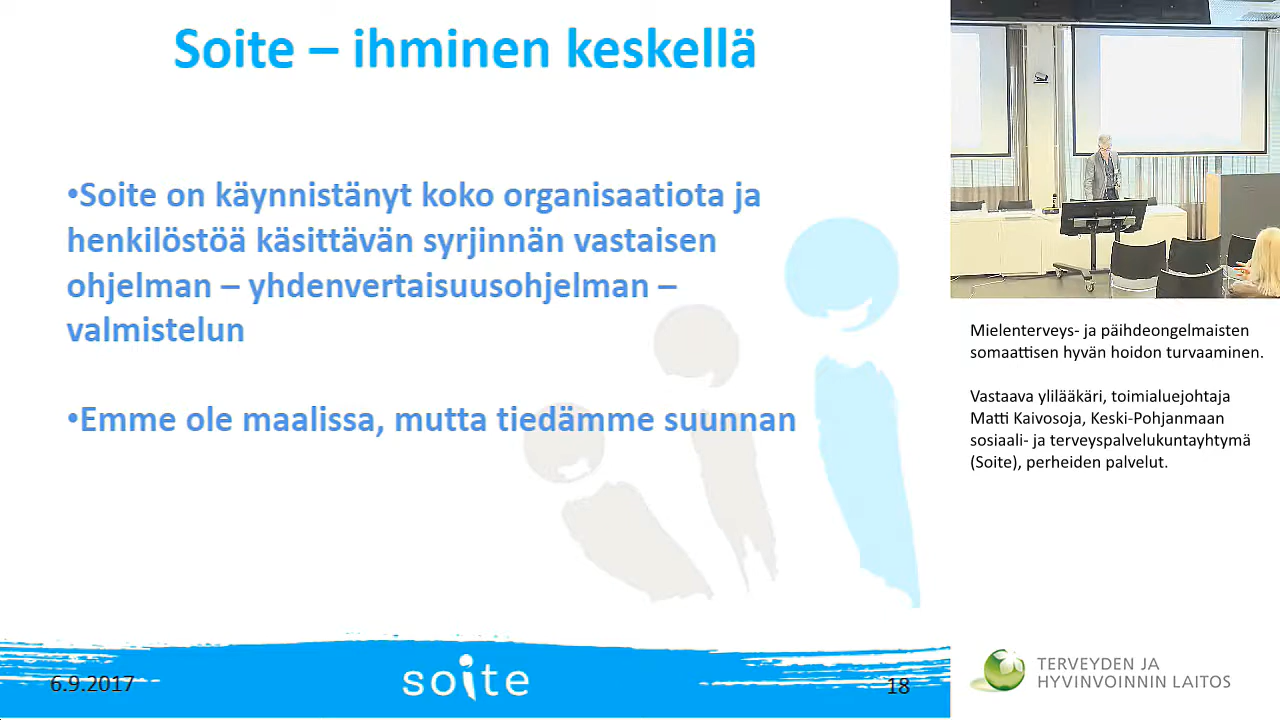 Soite – ihminen keskellä
•Soite on käynnistänyt koko organisaatiota ja
henkilöstöä käsittävän syrjinnän vastaisen
ohjelman – yhdenvertaisuusohjelman –
valmistelun
•Emme ole maalissa, mutta tiedämme suunnan
6.9.2017
soite
18
Mielenterveys- ja päihdeongelmaisten
somaattisen hyvän hoidon turvaaminen.
Vastaava ylilääkäri, toimialuejohtaja
Matti Kaivosoja, Keski-Pohjanmaan
sosiaali- ja terveyspalvelukuntayhtymä
(Soite), perheiden palvelut.
TERVEYDEN JA
HYVINVOINNIN LAITOS